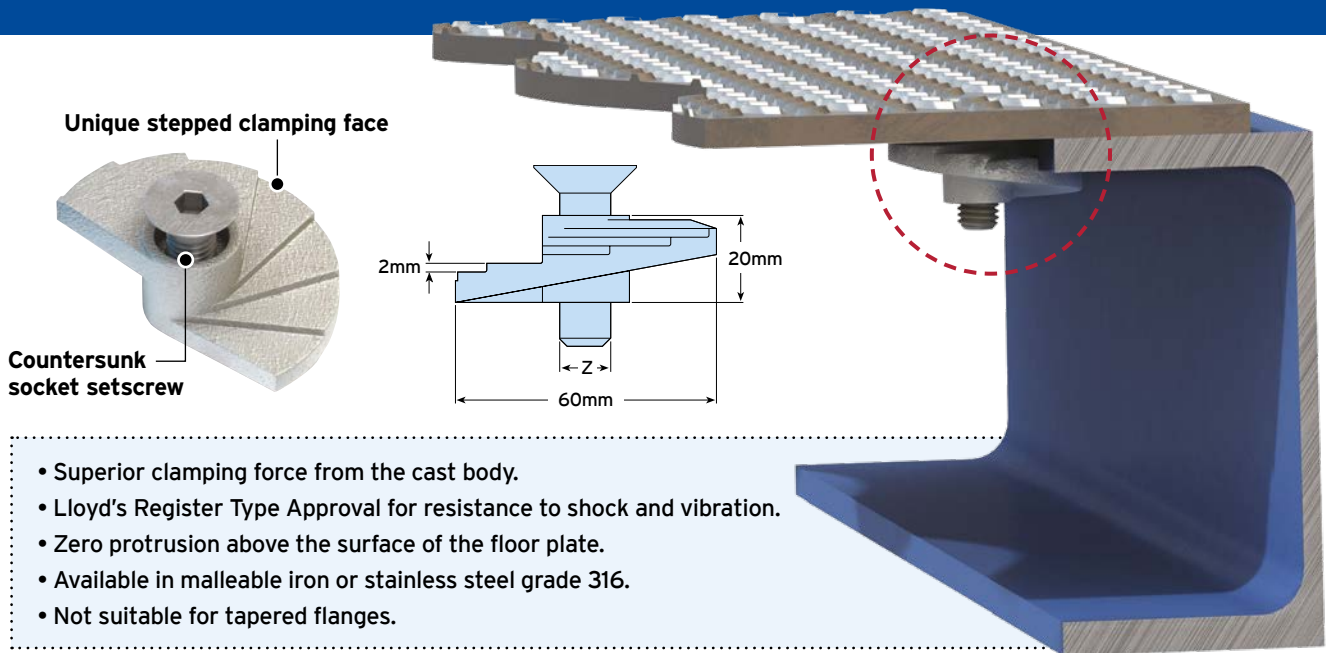 Unique stepped clamping face
Countersunk
socket setscrew
2mm
20mm
Z
60mm
• Superior clamping force from the cast body.
• Lloyd's Register Type Approval for resistance to shock and vibration.
• Zero protrusion above the surface of the floor plate.
• Available in malleable iron or stainless steel grade 316.
• Not suitable for tapered flanges.